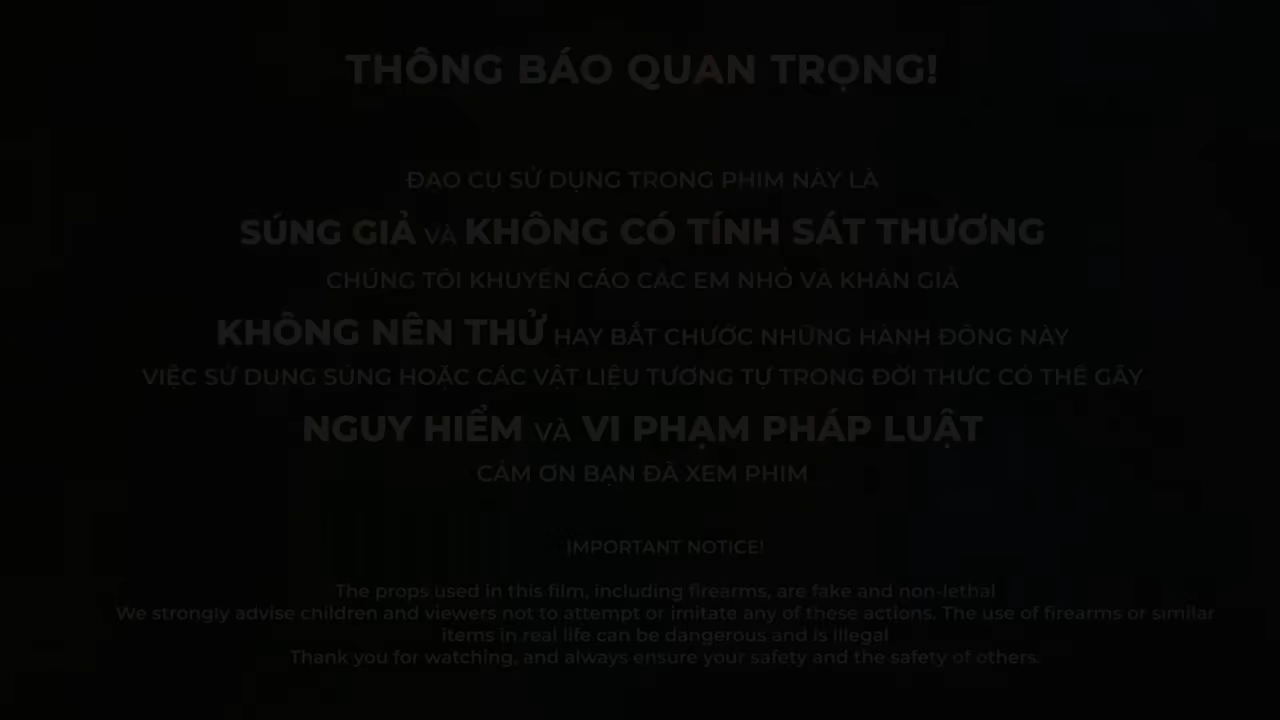 THÔNG BÁO QUAN TRỌNG!
ĐẠO CỤ SỬ DỤNG TRONG PHIM NÀY LÀ
SÚNG GIẢ VÀ KHÔNG CÓ TÍNH SÁT THƯƠNG
CHÚNG TÔI KHUYẾN CÁO CÁC EM NHỎ VÀ KHÁN GIẢ
KHÔNG NÊN THỬ HAY BẮT CHƯỚC NHỮNG HÀNH ĐỘNG NÀY
VIỆC SỬ DỤNG SÚNG HOẶC CÁC VẬT LIỆU TƯƠNG TỰ TRONG ĐỜI THỰC CÓ THỂ GÂY
NGUY HIỂM VÀ VI PHẠM PHÁP LUẬT
CẢM ƠN BẠN ĐÃ XEM PHIM
IMPORTANT NOTICE!
The props used in this film, including firearms, are fake and non-lethal
We strongly advise children and viewers not to attempt or imitate any of these actions. The use of firearms or similar
items in real life can be dangerous and is illegal
Thank you for watching, and always ensure your safety and the safety of others.